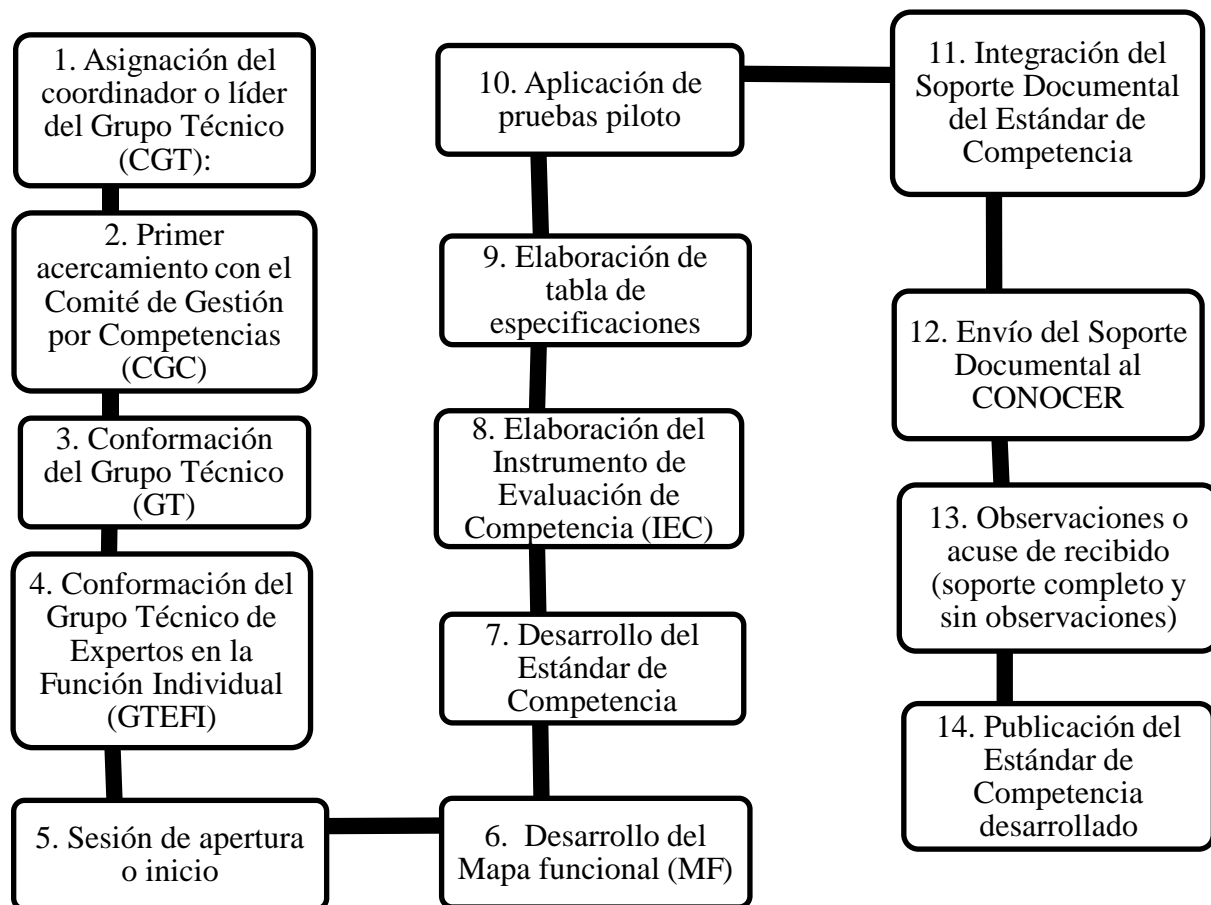 1. Asignación del
coordinador o líder
del Grupo Técnico
(CGT):
2. Primer
acercamiento con el
Comité de Gestión
por Competencias
(CGC)
3. Conformación
del Grupo Técnico
(GT)
4. Conformación del
Grupo Técnico de
Expertos en la
Función Individual
(GTEFI)
5. Sesión de apertura
o inicio
6. Desarrollo del
Mapa funcional (MF)
7. Desarrollo del
Estándar de
Competencia
8. Elaboración del
Instrumento de
Evaluación de
Competencia (IEC)
9. Elaboración de
tabla de
especificaciones
10. Aplicación de
pruebas piloto
11. Integración del
Soporte Documental
del Estándar de
Competencia
12. Envío del Soporte
Documental al
CONOCER
13. Observaciones o
acuse de recibido
(soporte completo y
sin observaciones)
14. Publicación del
Estándar de
Competencia
desarrollado